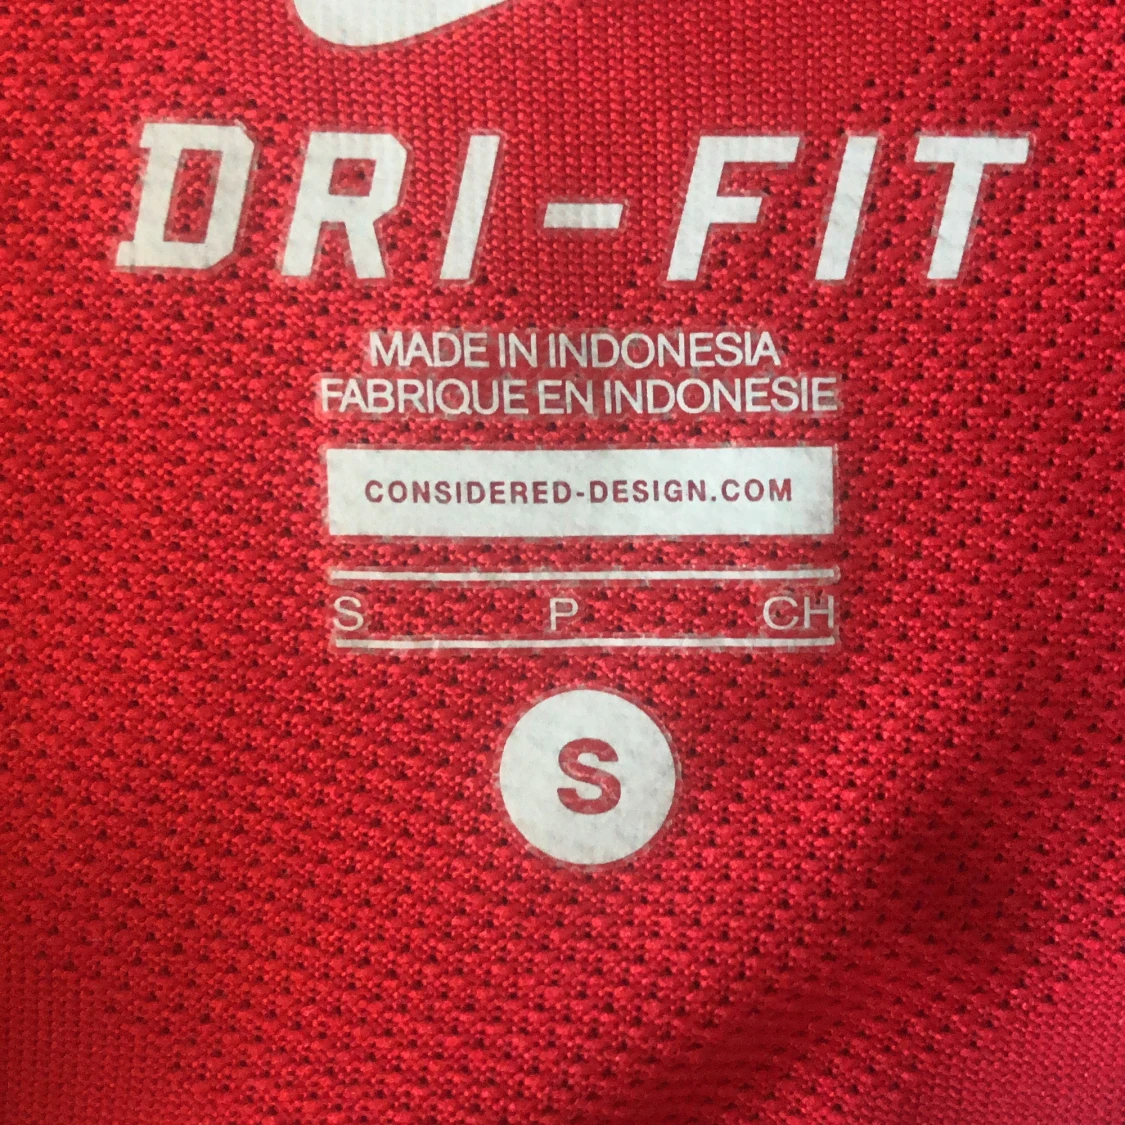 DRI-FIT
MADE IN INDONESIA
FABRIQUE EN INDONESIE
CONSIDERED-DESIGN.COM
S P CH
S